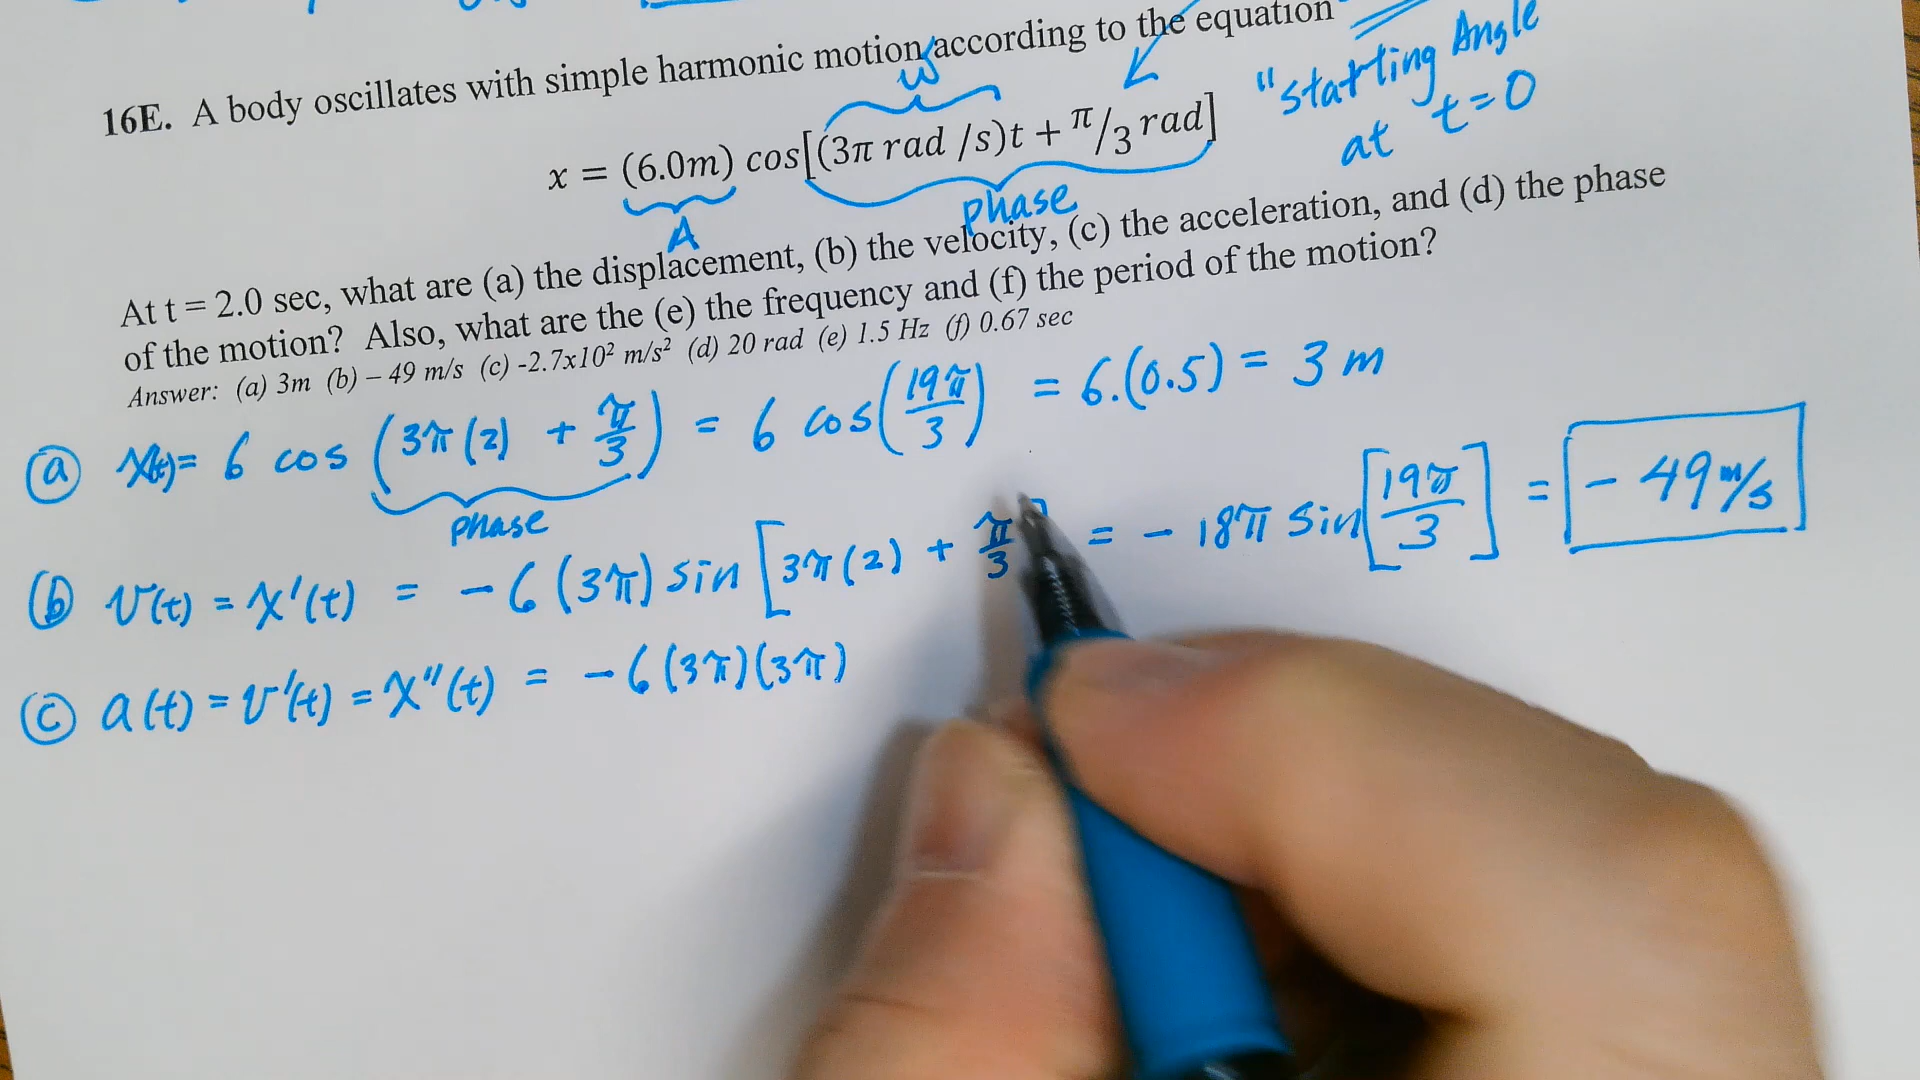 16E. A body oscillates with simple harmonic motion according to the equation
ω
"starting Angle
at t=0
x = (6.0m) cos[(3π rad /s)t + π/3 rad]
A
phase
At t = 2.0 sec, what are (a) the displacement, (b) the velocity, (c) the acceleration, and (d) the phase
of the motion? Also, what are the (e) the frequency and (f) the period of the motion?
Answer: (a) 3m (b) – 49 m/s (c) -2.7x10² m/s² (d) 20 rad (e) 1.5 Hz (f) 0.67 sec
(a) x(t)= 6 cos (3π(2) + π/3) = 6 cos(19π/3) = 6.(0.5) = 3 m
phase
(b) v(t) = x'(t) = -6(3π) sin [3π(2) + π/3] = - 18π sin[19π/3] = - 49 m/s
(c) a(t) = v'(t) = x"(t) = -6(3π)(3π)